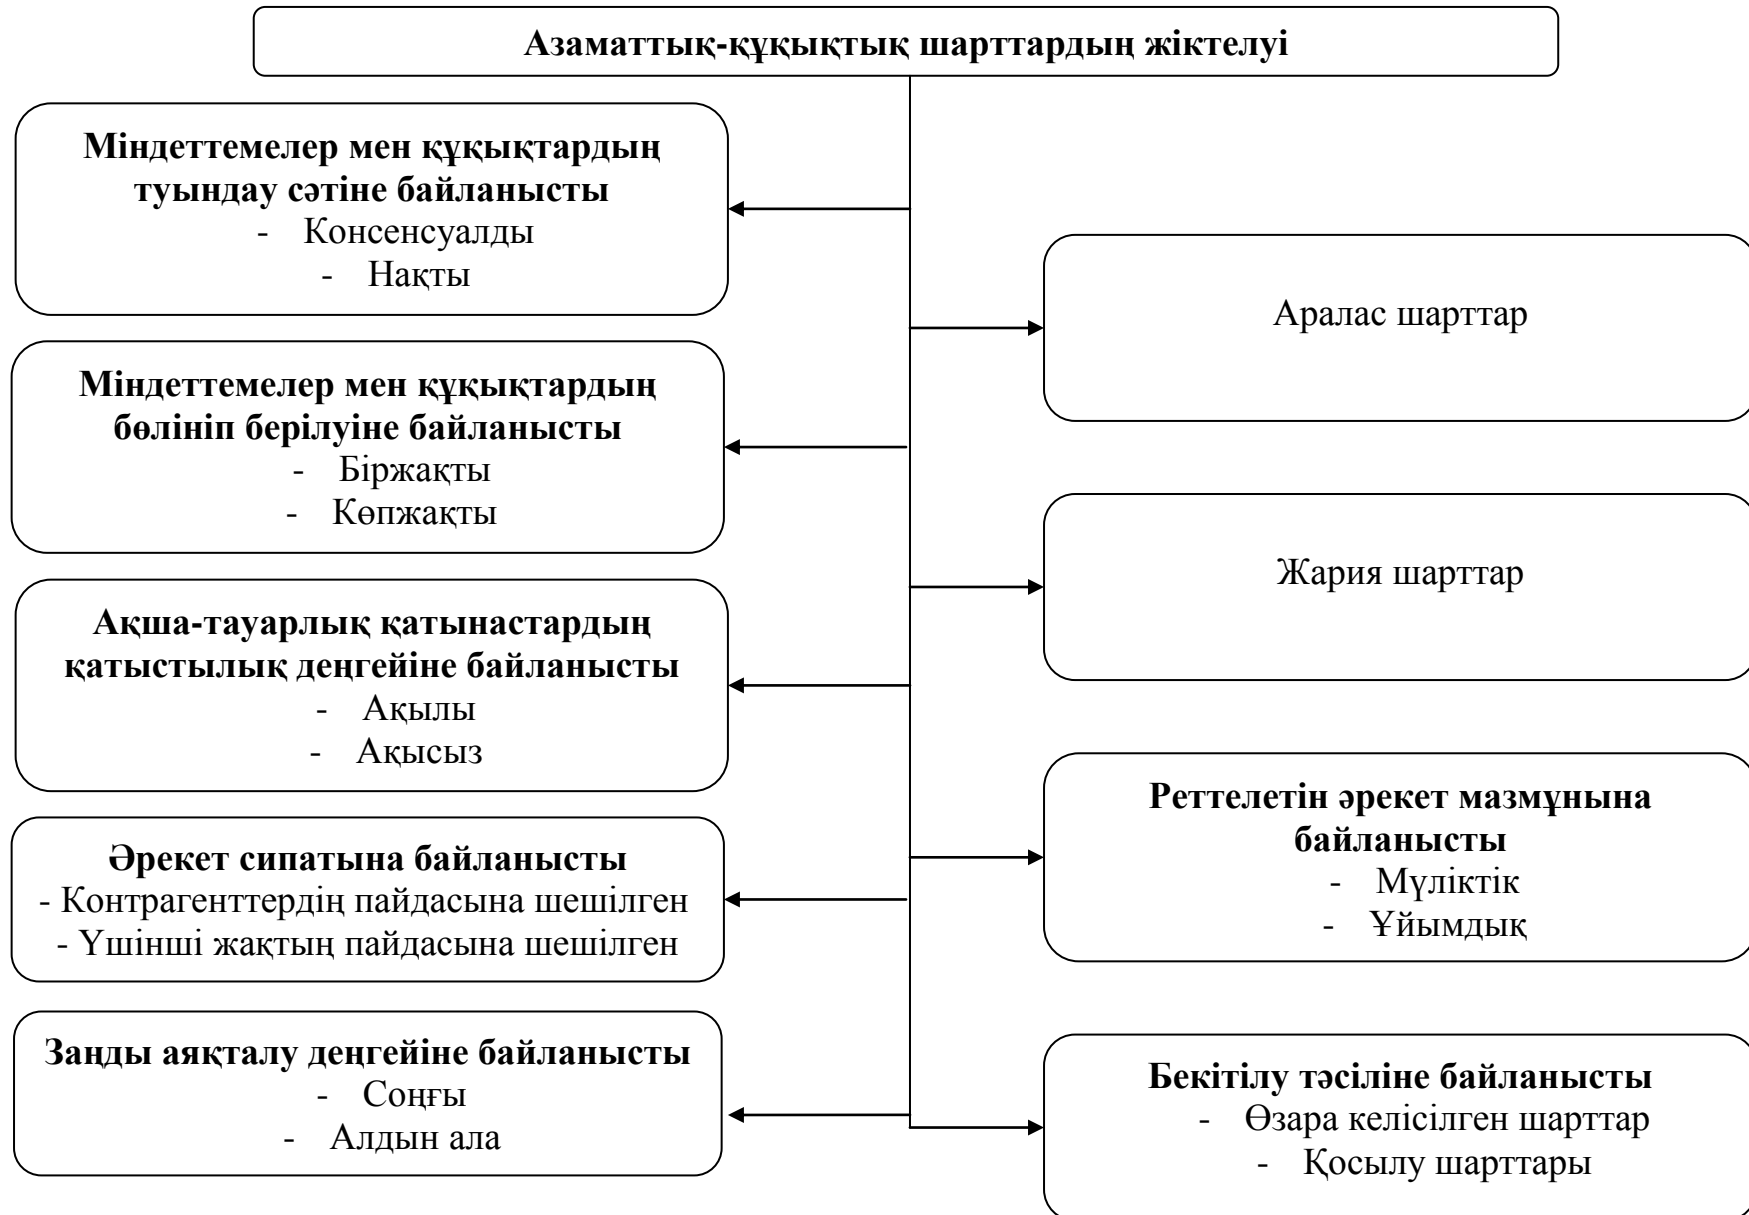 Азаматтық-құқықтық шарттардың жіктелуі
Міндеттемелер мен құқықтардың
туындау сәтіне байланысты
- Консенсуалды
- Нақты
Міндеттемелер мен құқықтардың
бөлініп берілуіне байланысты
- Біржақты
- Көпжақты
Ақша-тауарлық қатынастардың
қатыстылық деңгейіне байланысты
- Ақылы
- Ақысыз
Әрекет сипатына байланысты
- Контрагенттердің пайдасына шешілген
- Үшінші жақтың пайдасына шешілген
Заңды аяқталу деңгейіне байланысты
- Соңғы
- Алдын ала
Аралас шарттар
Жария шарттар
Реттелетін әрекет мазмұнына
байланысты
- Мүліктік
- Ұйымдық
Бекітілу тәсіліне байланысты
- Өзара келісілген шарттар
- Қосылу шарттары